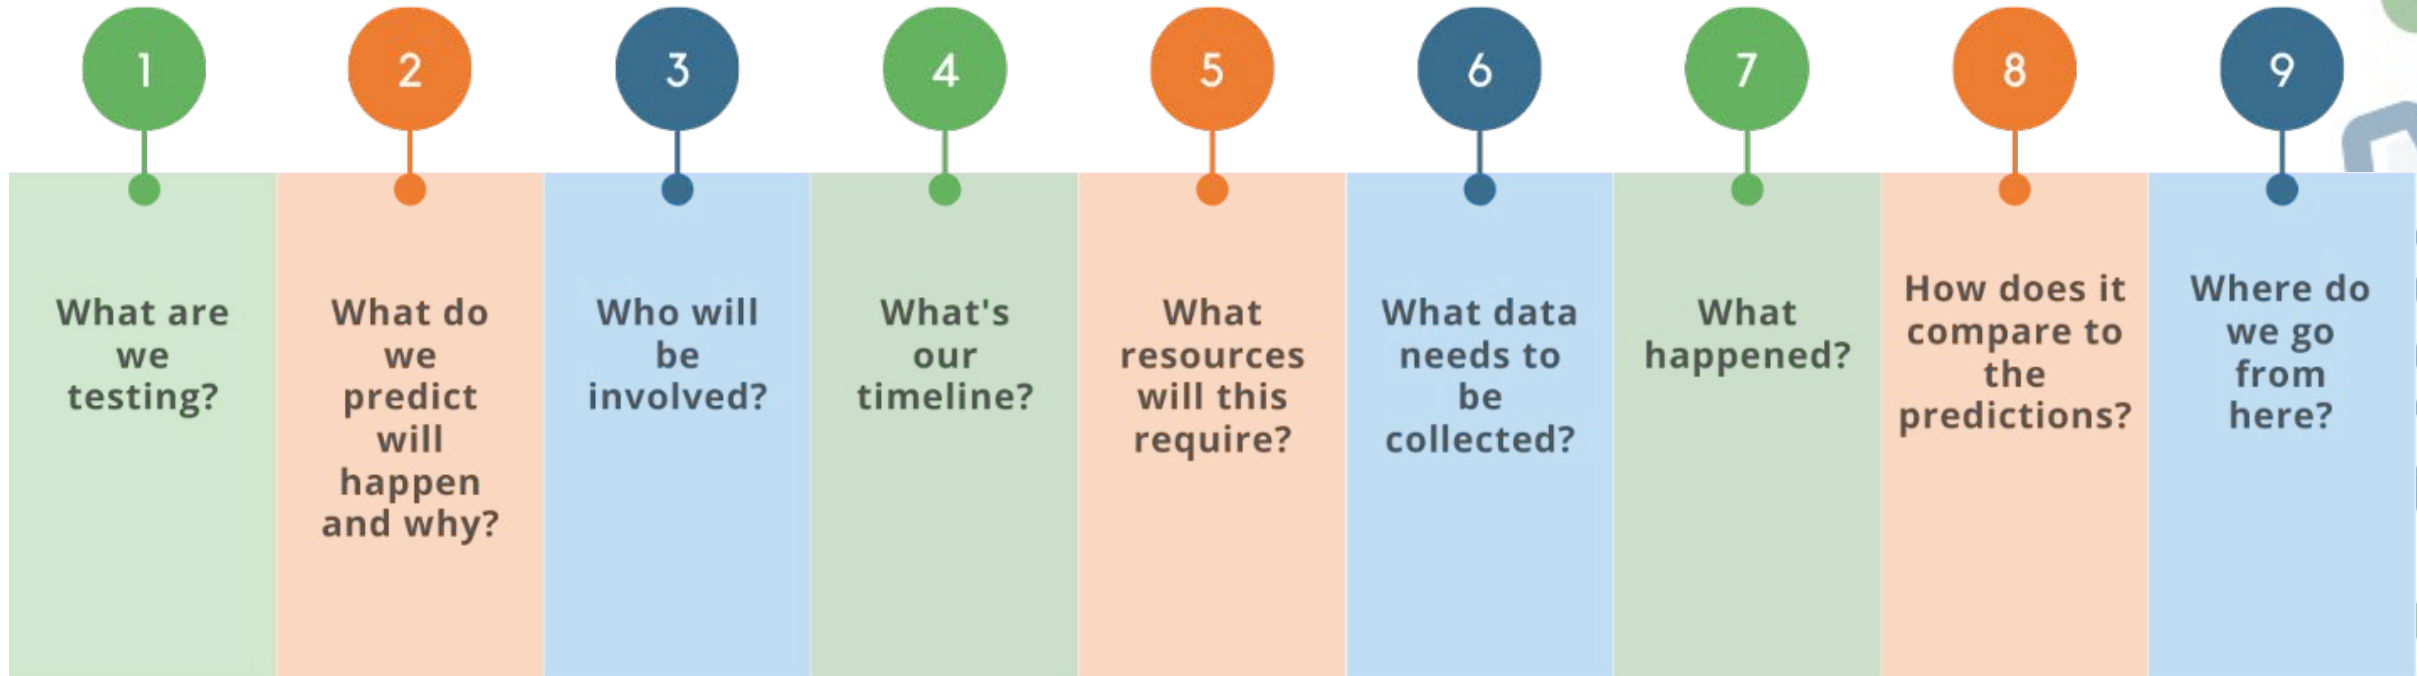 1
What are
we
testing?
2
What do
we
predict
will
happen
and why?
3
Who will
be
involved?
4
What's
our
timeline?
5
What
resources
will this
require?
6
What data
needs to
be
collected?
7
What
happened?
8
How does it
compare to
the
predictions?
9
Where do
we go
from
here?